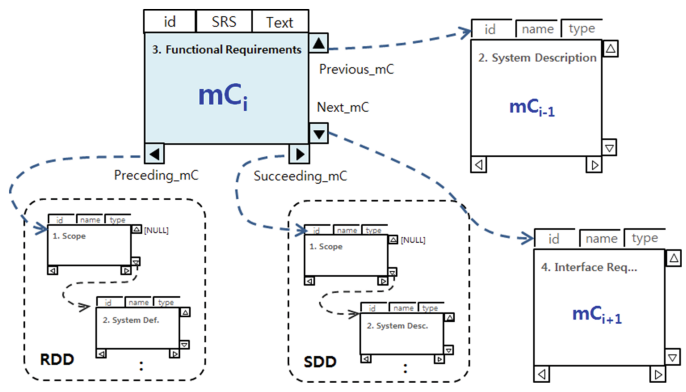 id SRS Text
3. Functional Requirements
mCi
Previous_mC
Next_mC
Preceding_mC
Succeeding_mC
id name type
2. System Description
mCi-1
id name type
1. Scope
[NULL]
id name type
2. System Def.
:
RDD
id name type
1. Scope
[NULL]
id name type
2. System Desc.
:
SDD
id name type
4. Interface Req...
mCi+1